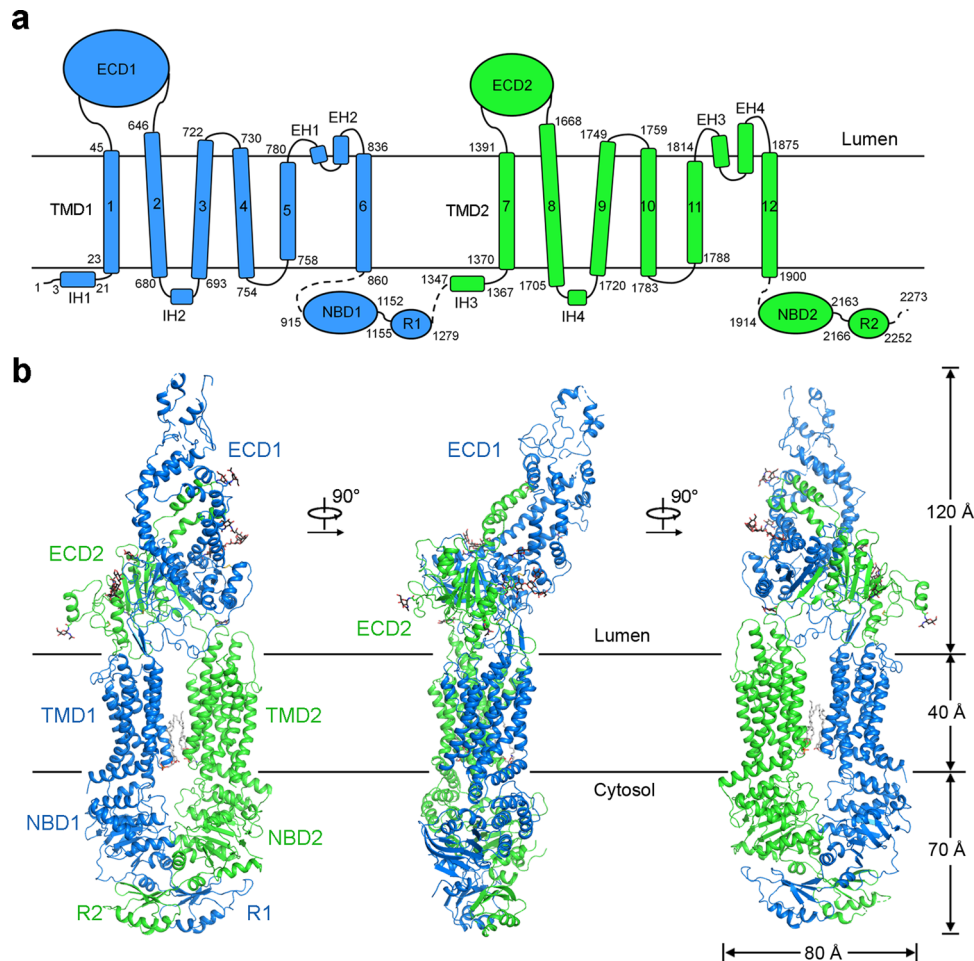 a
ECD1
ECD2
646
722
730
EH1
EH2
836
1668
1749
1759
EH3
EH4
45
780
1391
1814
1875
Lumen
TMD1
1
2
3
4
5
6
TMD2
7
8
9
10
11
12
23
758
1370
1788
1
3
21
IH1
680
IH2
693
754
860
1347
IH3
1367
1705
IH4
1720
1783
1900
915
NBD1
1152
1155
R1
1279
1914
NBD2
2163
2166
R2
2273
2252
b
ECD1
ECD1
90°
90°
120 Å
ECD2
ECD2
Lumen
TMD1
TMD2
40 Å
Cytosol
NBD1
NBD2
70 Å
R2
R1
80 Å